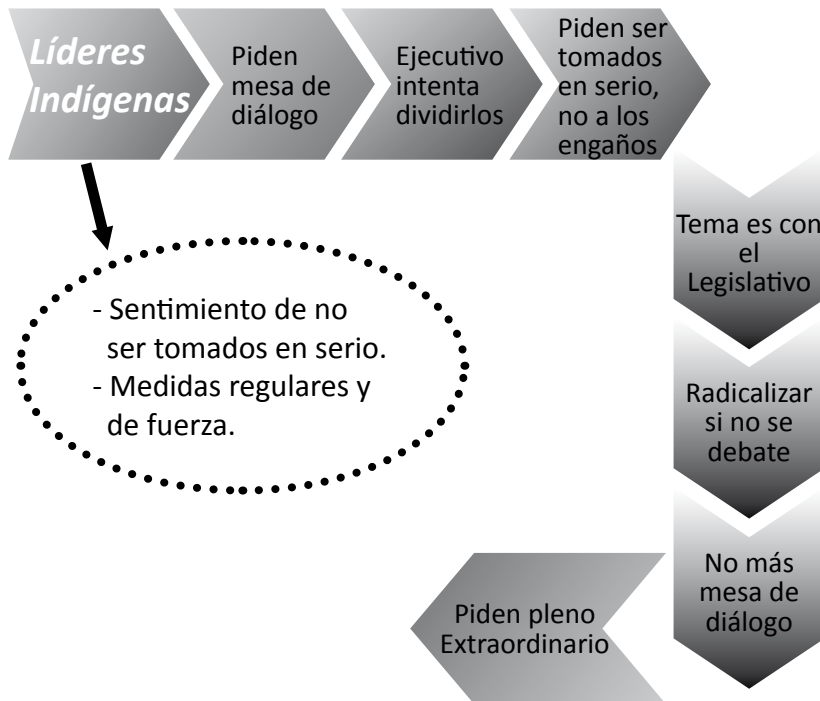 Líderes
Indígenas
Piden
mesa de
diálogo
Ejecutivo
intenta
dividirlos
Piden ser
tomados
en serio,
no a los
engaños
Tema es con
el
Legislativo
Radicalizar
si no se
debate
No más
mesa de
diálogo
Piden pleno
Extraordinario
- Sentimiento de no
ser tomados en serio.
- Medidas regulares y
de fuerza.